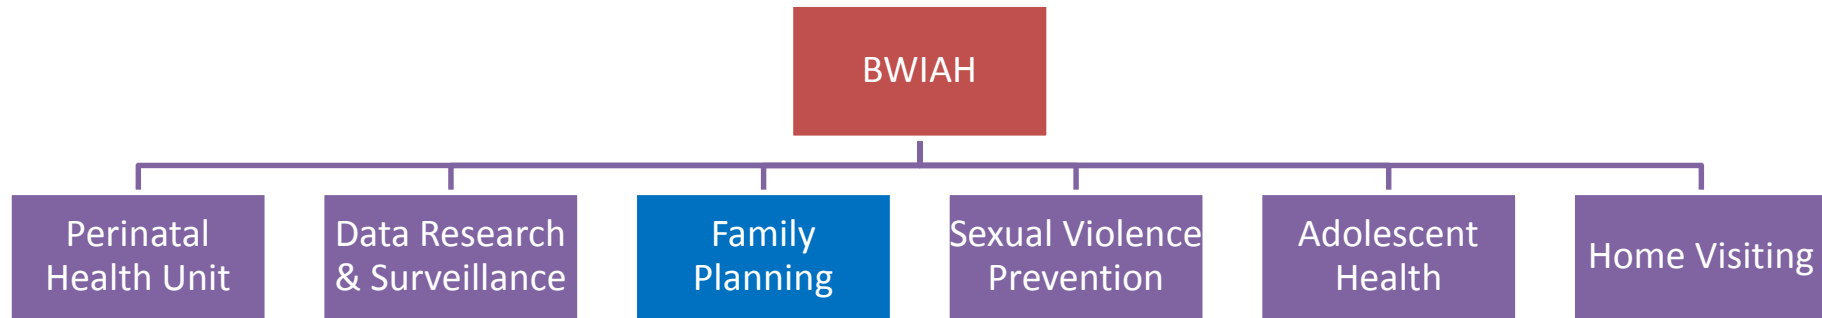 BWIAH
Perinatal
Health Unit
Data Research
& Surveillance
Family
Planning
Sexual Violence
Prevention
Adolescent
Health
Home Visiting